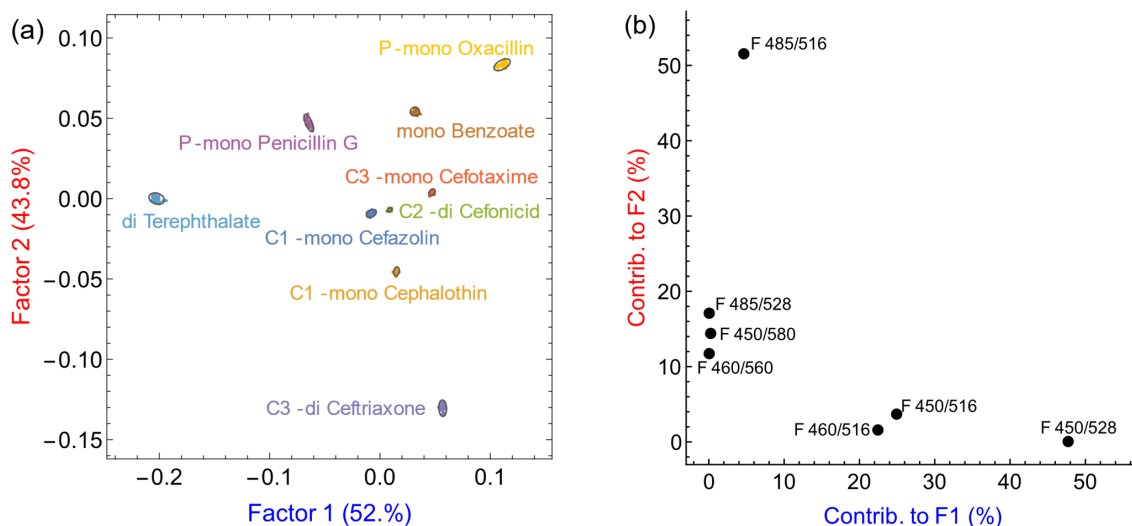 (a)
0.10
0.05
0.00
−0.05
−0.10
−0.15
Factor 2 (43.8%)
P-mono Oxacillin
mono Benzoate
P-mono Penicillin G
C3 -mono Cefotaxime
di Terephthalate
C2 -di Cefonicid
C1 -mono Cefazolin
C1 -mono Cephalothin
C3 -di Ceftriaxone
−0.2
−0.1
0.0
0.1
Factor 1 (52.%)
(b)
50
40
30
20
10
0
Contrib. to F2 (%)
F 485/516
F 485/528
F 450/580
F 460/560
F 450/516
F 460/516
F 450/528
0
10
20
30
40
50
Contrib. to F1 (%)